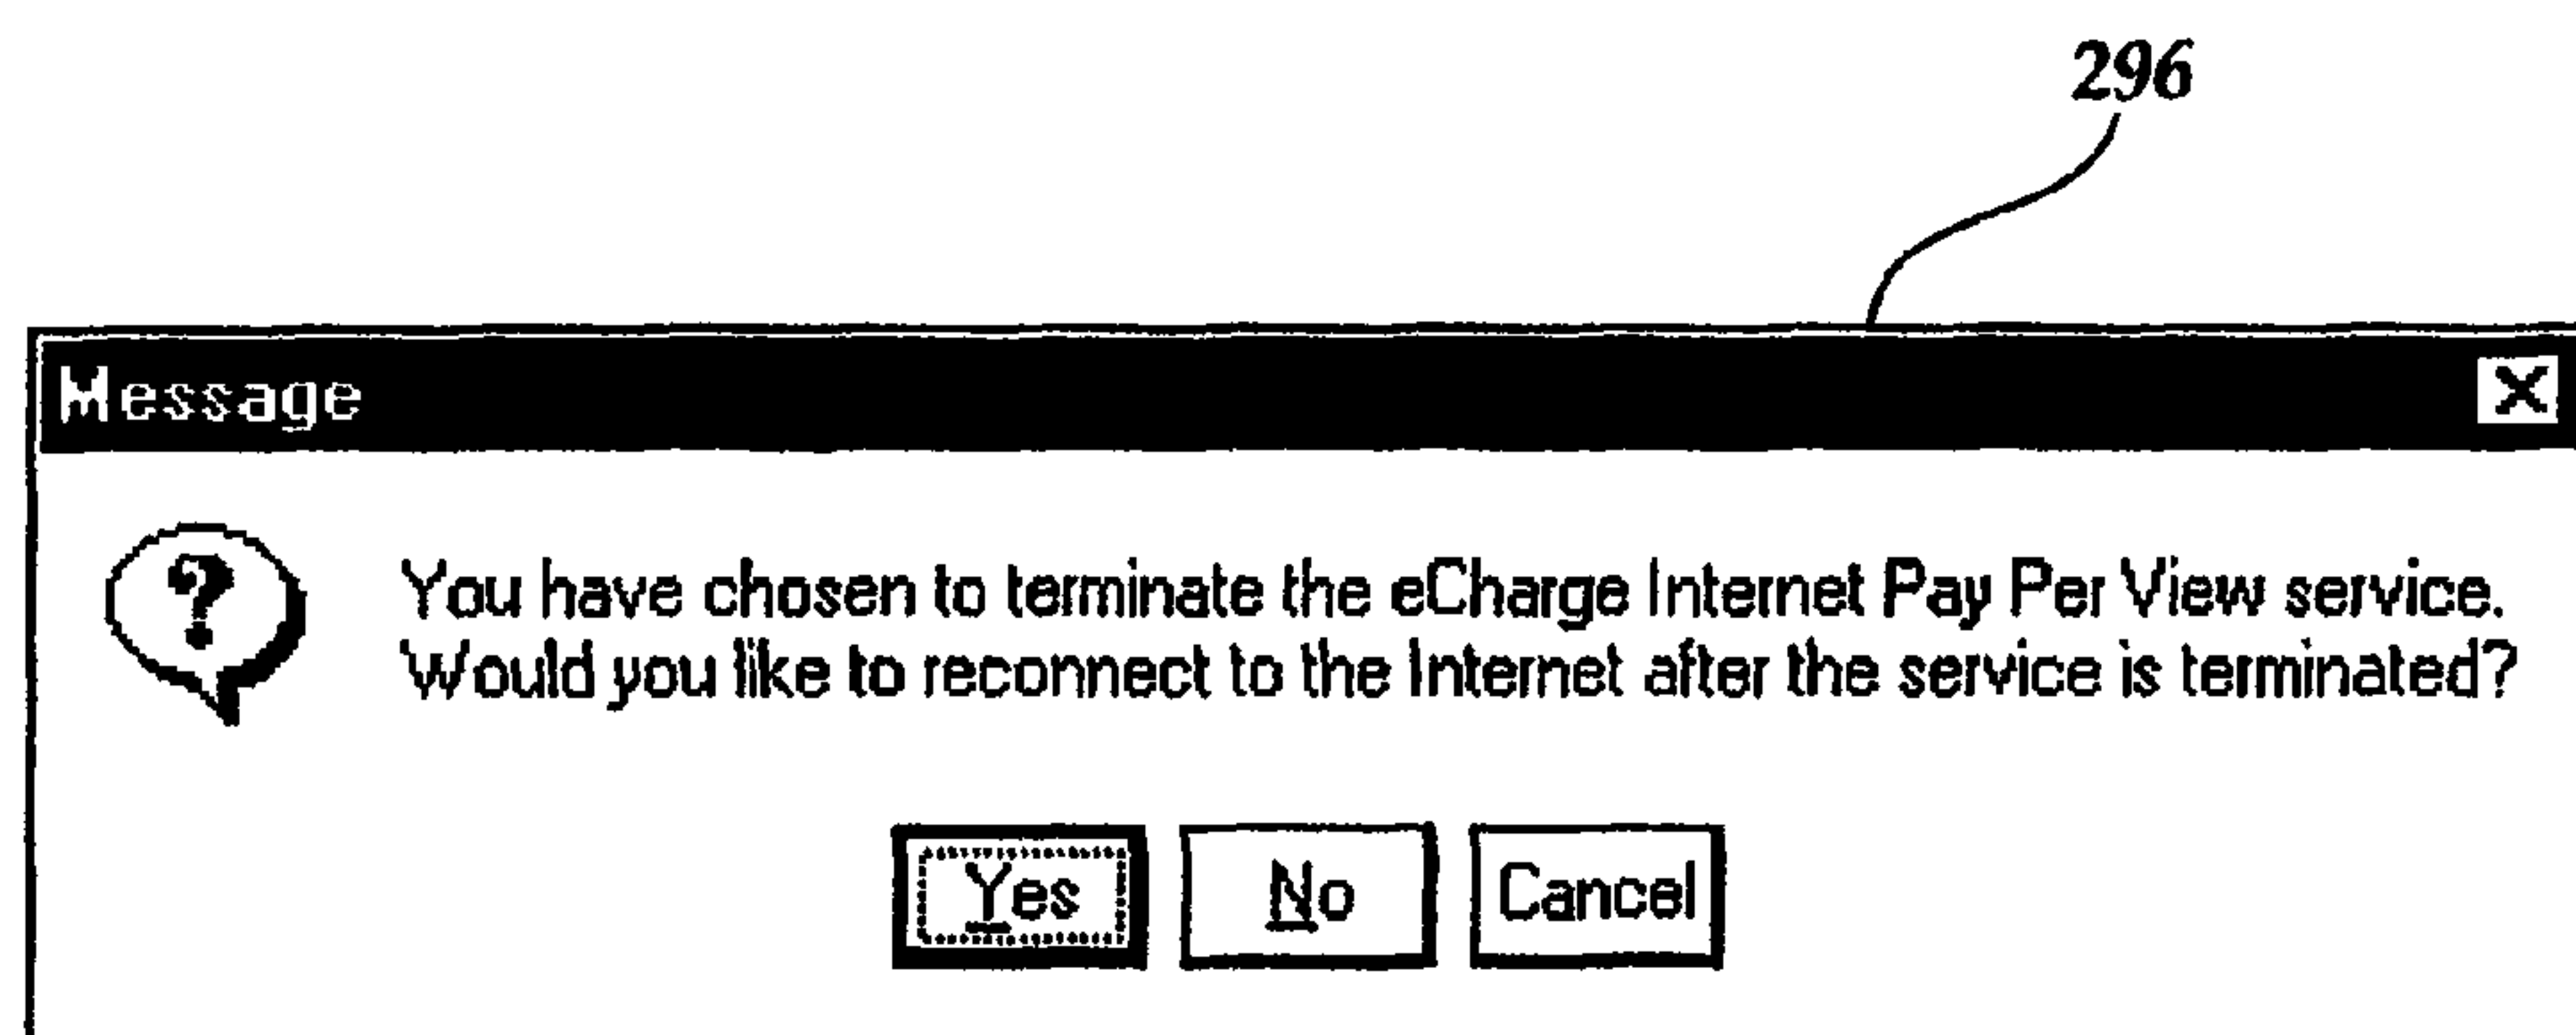 296
Message
?
You have chosen to terminate the eCharge Internet Pay Per View service.
Would you like to reconnect to the Internet after the service is terminated?
Yes No Cancel